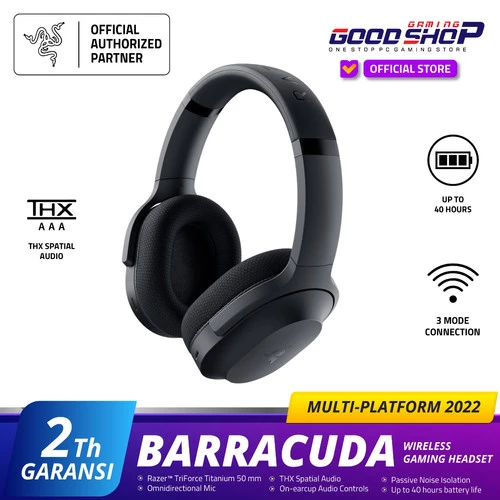 OFFICIAL
AUTHORIZED
PARTNER
GAMING
GOODSHOP
ONE STOP PC GAMING STORE
OFFICIAL STORE
UP TO
40 HOURS
THX
AAA
THX SPATIAL
AUDIO
3 MODE
CONNECTION
MULTI-PLATFORM 2022
2Th
GARANSI
BARRACUDA
WIRELESS
GAMING HEADSET
• Razer™ TriForce Titanium 50 mm
• THX Spatial Audio
• Passive Noise Isolation
• Omnidirectional Mic
• On-earcup Audio Controls
• Up to 40 hours battery life